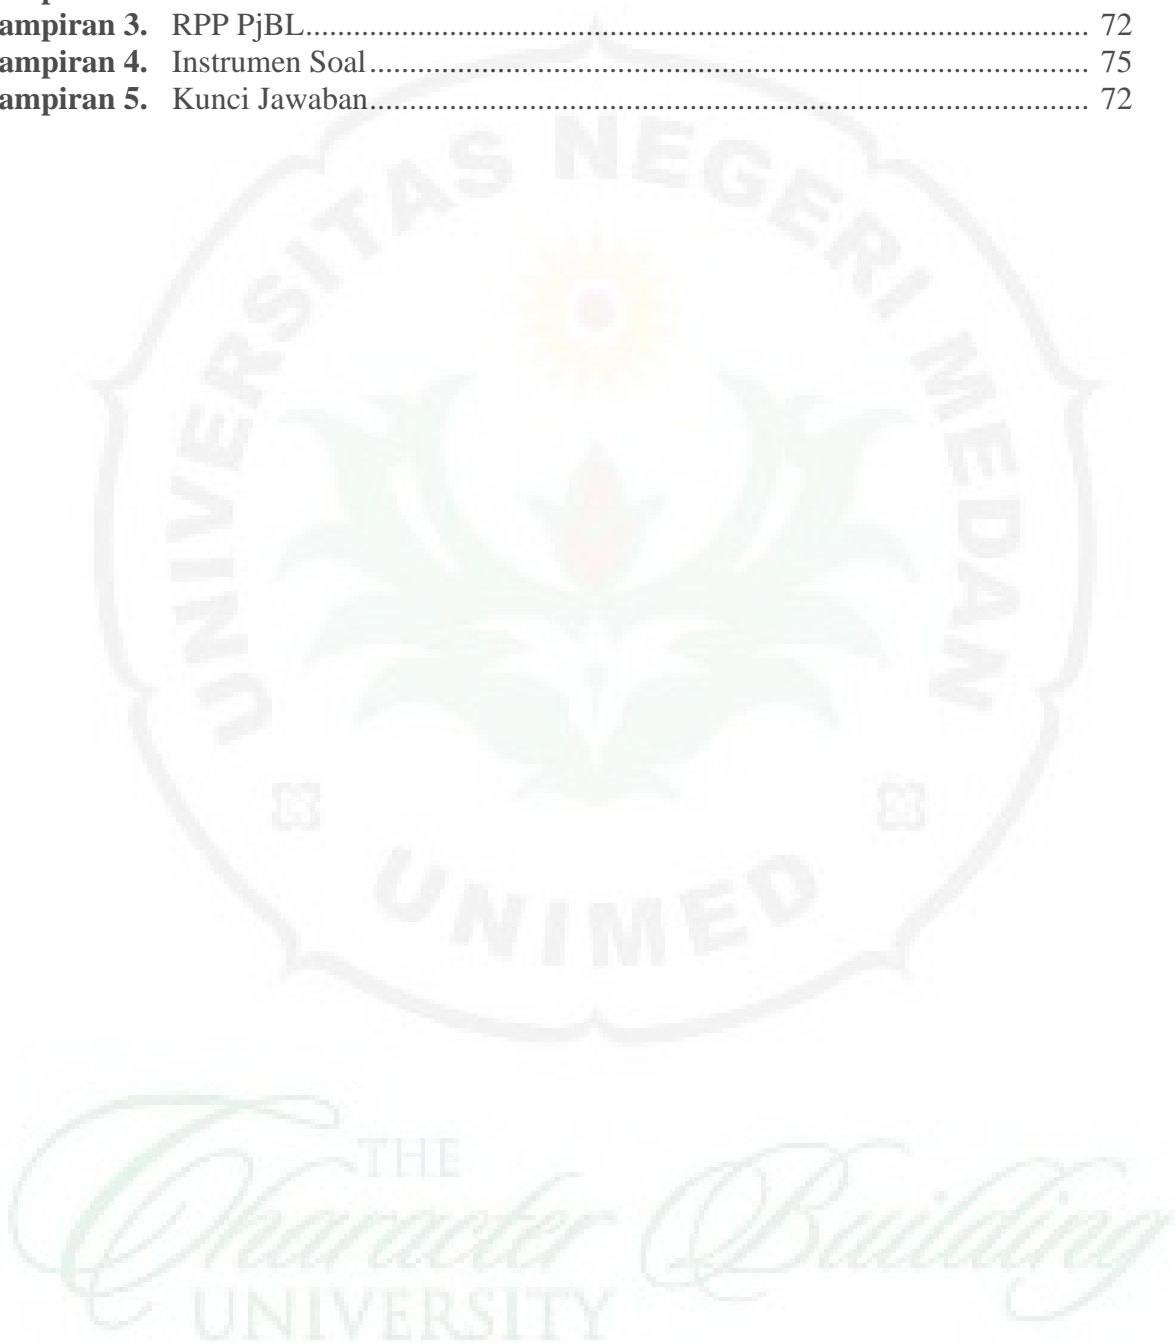 ampiran 3. RPP PjBL.......................................................................................... 72
ampiran 4. Instrumen Soal................................................................................... 75
ampiran 5. Kunci Jawaban................................................................................... 72
UNIVERSITAS NEGERI MEDAN
UNIMED
THE
Character Building
UNIVERSITY